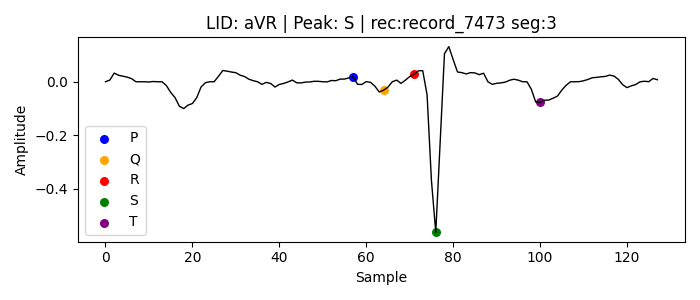 LID: aVR | Peak: S | rec:record_7473 seg:3
Amplitude
0.0
−0.2
−0.4
P
Q
R
S
T
0 20 40 60 80 100 120
Sample